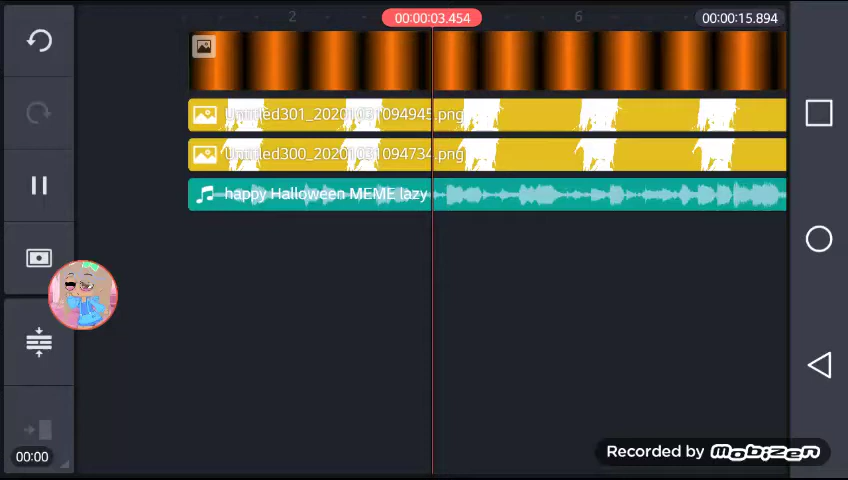 2
00:00:03.454
6
00:00:15.894
Untitled301_20201031094945.png
Untitled300_20201031094734.png
happy Halloween MEME lazy
00:00
Recorded by Mobizen